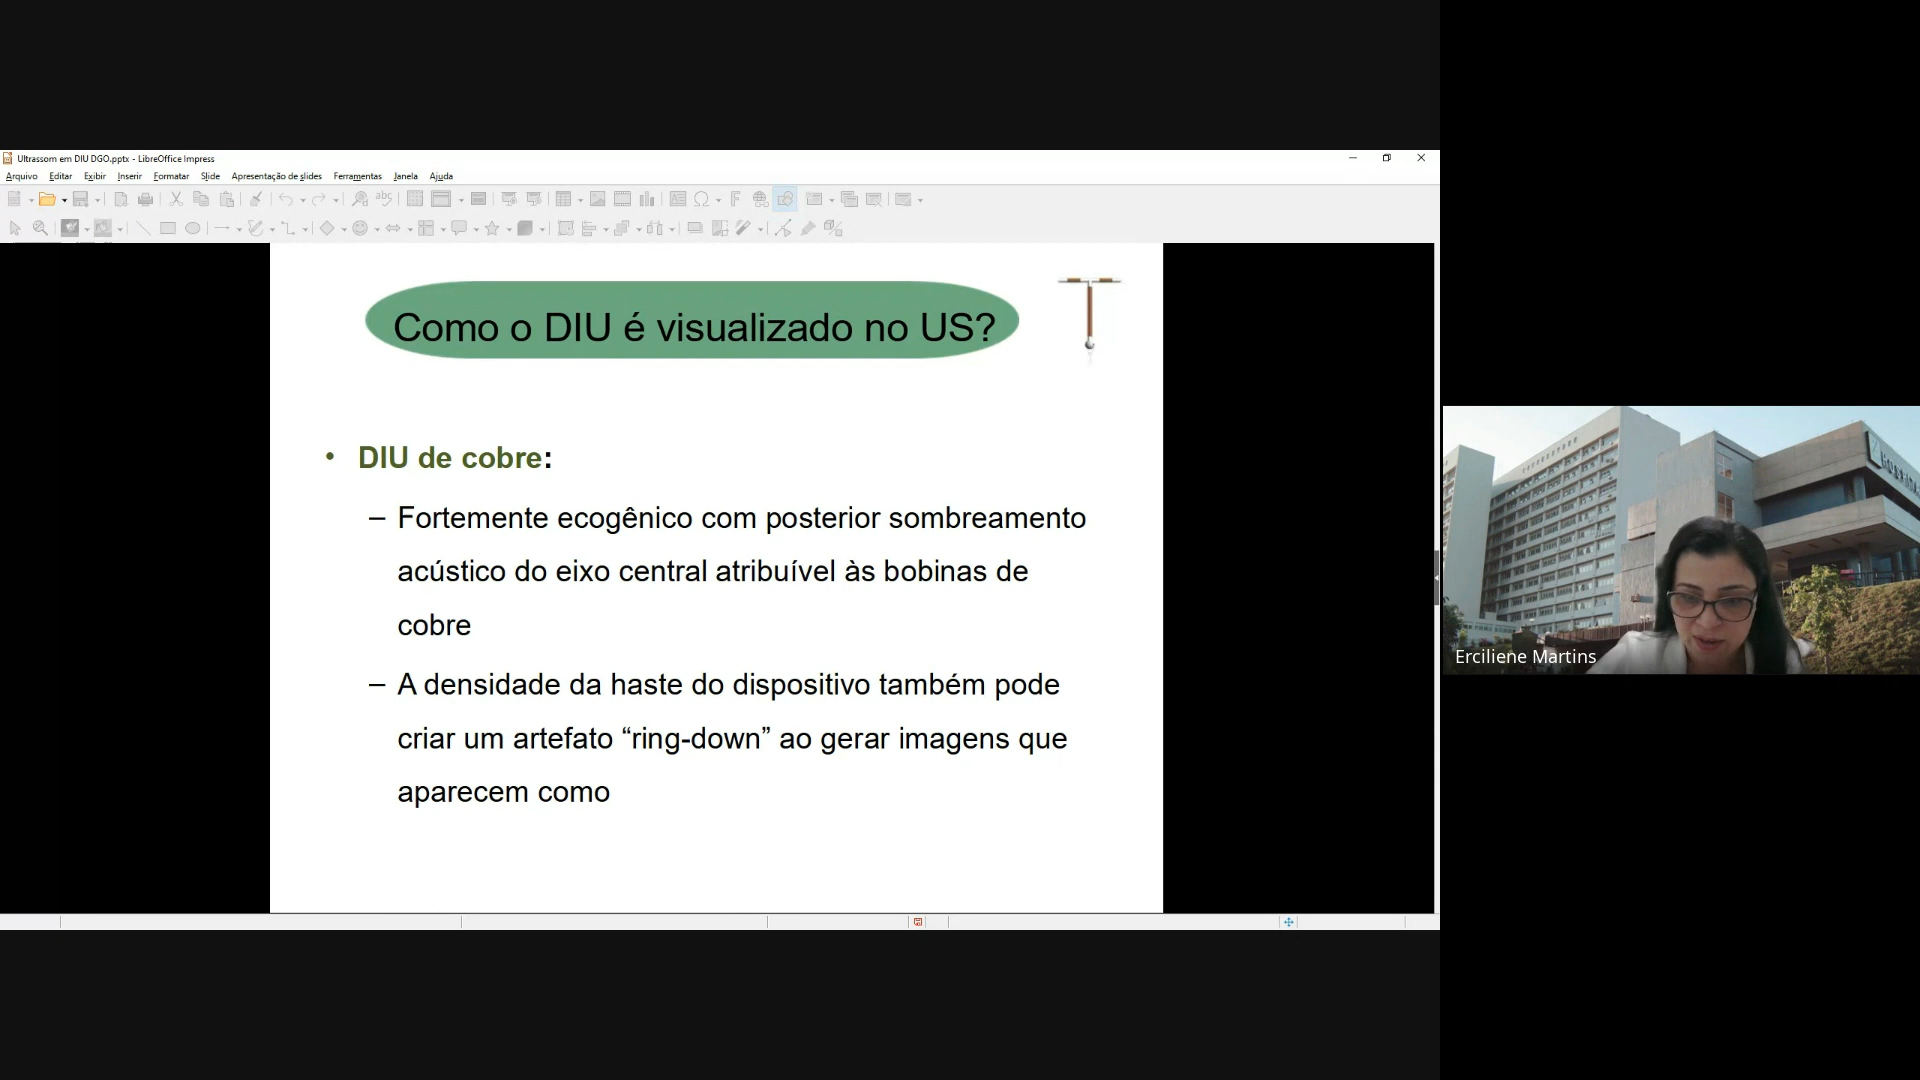 Ultrassom em DIU DGO.pptx - LibreOffice Impress
Arquivo Editar Exibir Inserir Formatar Slide Apresentação de slides Ferramentas Janela Ajuda
Como o DIU é visualizado no US?
• DIU de cobre:
– Fortemente ecogênico com posterior sombreamento
acústico do eixo central atribuível às bobinas de
cobre
– A densidade da haste do dispositivo também pode
criar um artefato “ring-down” ao gerar imagens que
aparecem como
Erciliene Martins